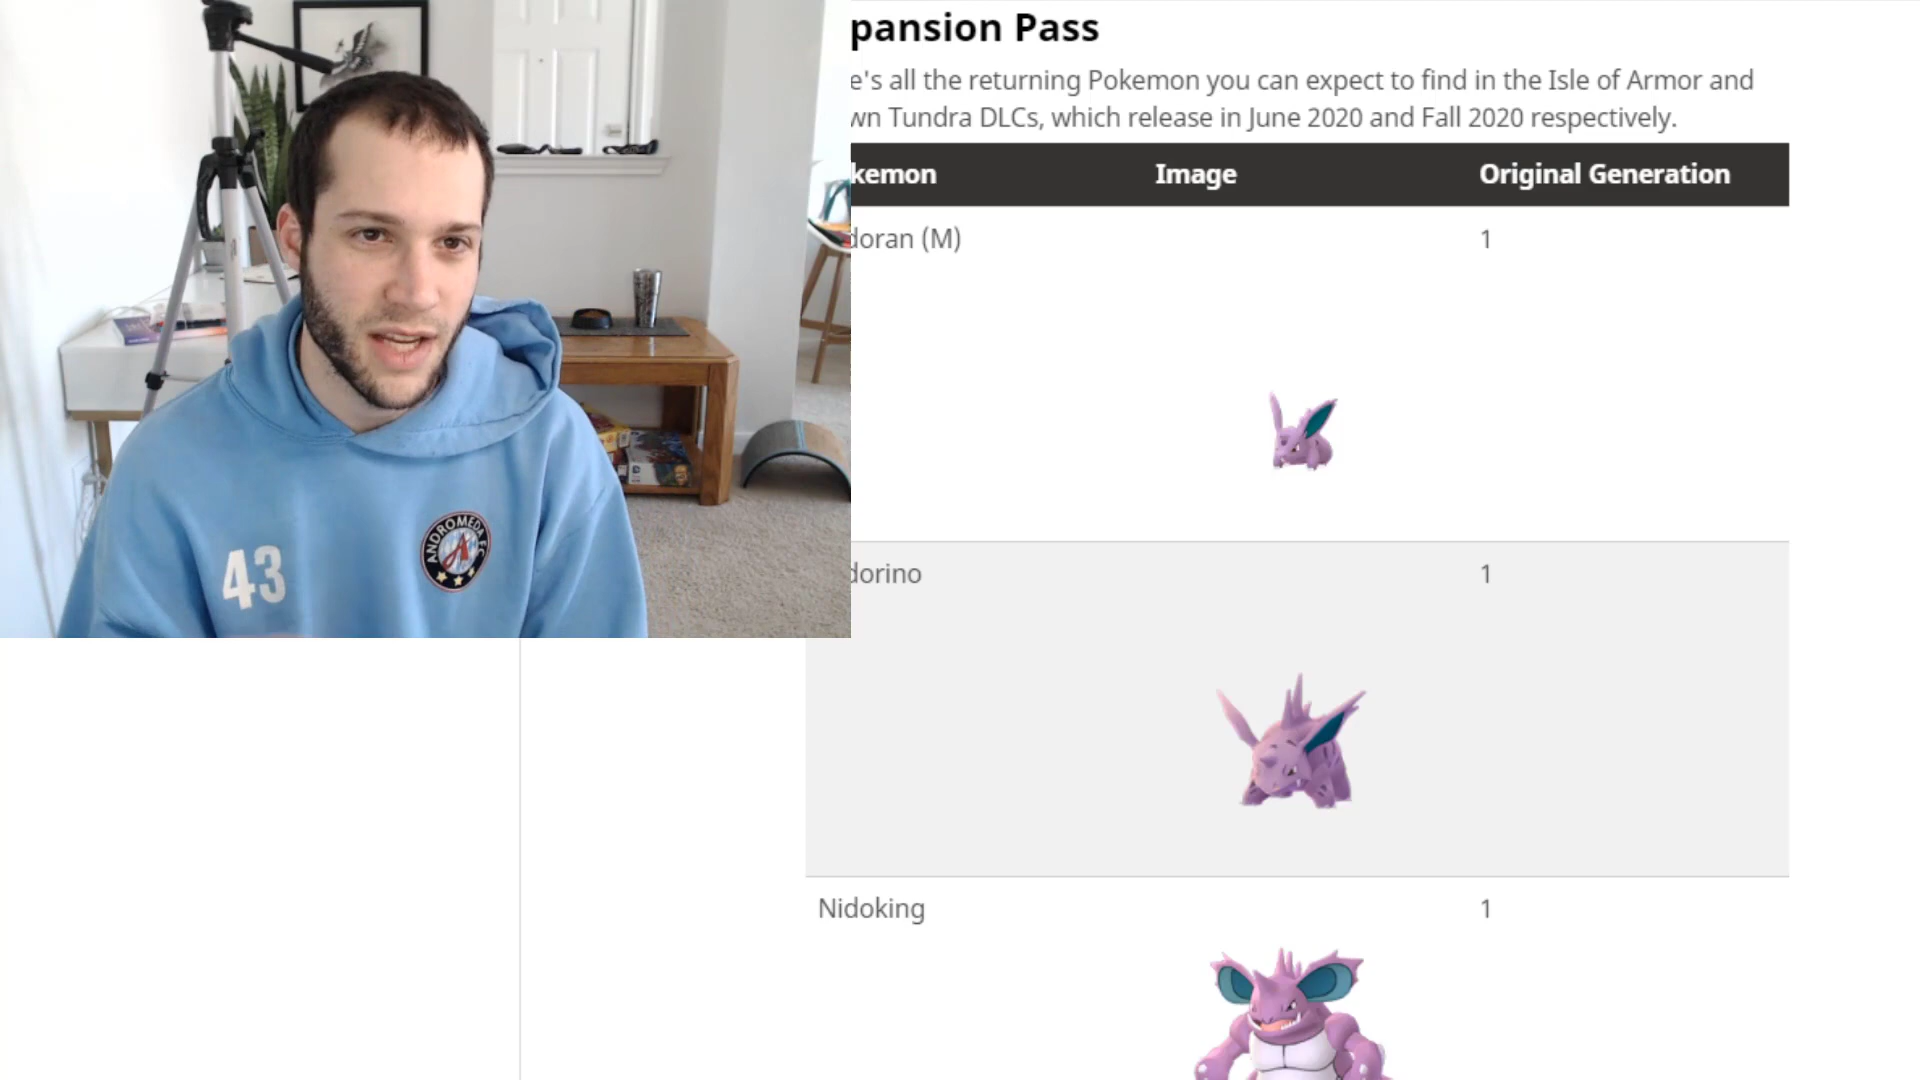 pansion Pass
e's all the returning Pokemon you can expect to find in the Isle of Armor and
wn Tundra DLCs, which release in June 2020 and Fall 2020 respectively.
kemon Image Original Generation
doran (M) 1
dorino 1
Nidoking 1
43
ANDROMEDA FC
A